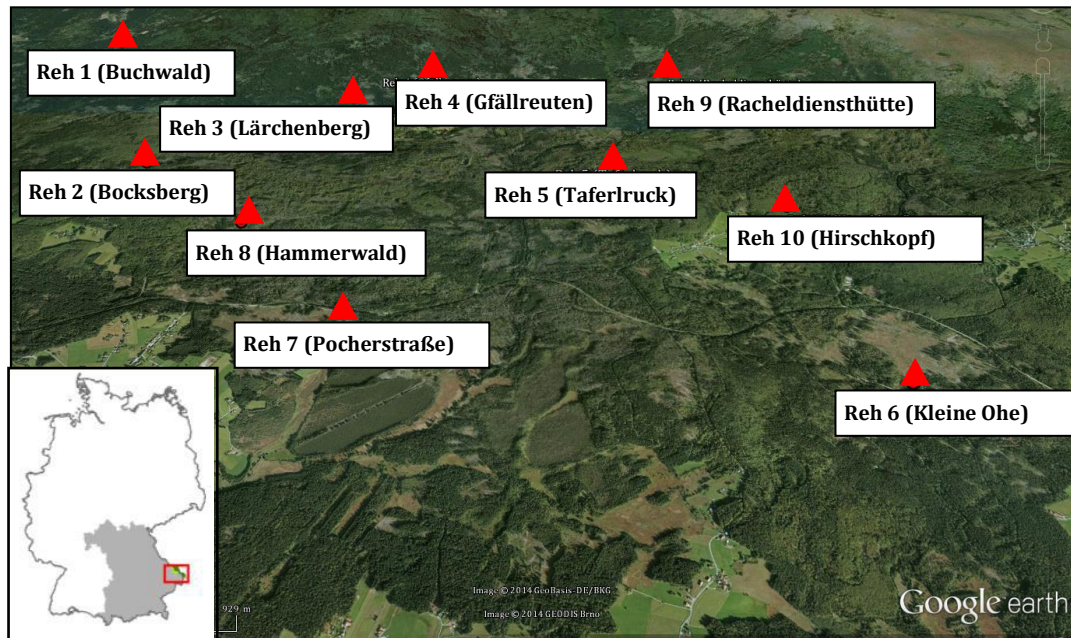 Reh 1 (Buchwald)
Reh 4 (Gfällreuten)
Reh 9 (Racheldiensthütte)
Reh 3 (Lärchenberg)
Reh 2 (Bocksberg)
Reh 5 (Taferlruck)
Reh 10 (Hirschkopf)
Reh 8 (Hammerwald)
Reh 7 (Pocherstraße)
Reh 6 (Kleine Ohe)
Image © 2014 GeoBasis-DE/BKG
Image © 2014 GEODIS Brno
929 m
Google earth